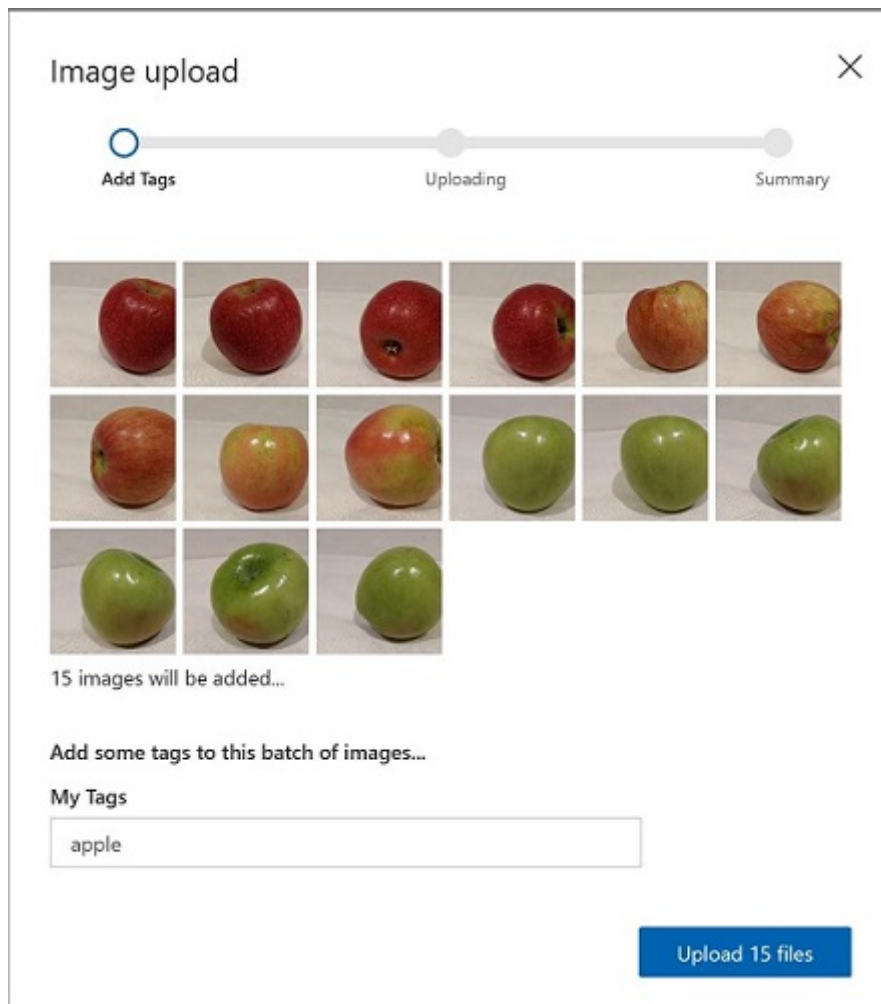 Image upload
Add Tags
Uploading
Summary
15 images will be added...
Add some tags to this batch of images...
My Tags
apple
Upload 15 files